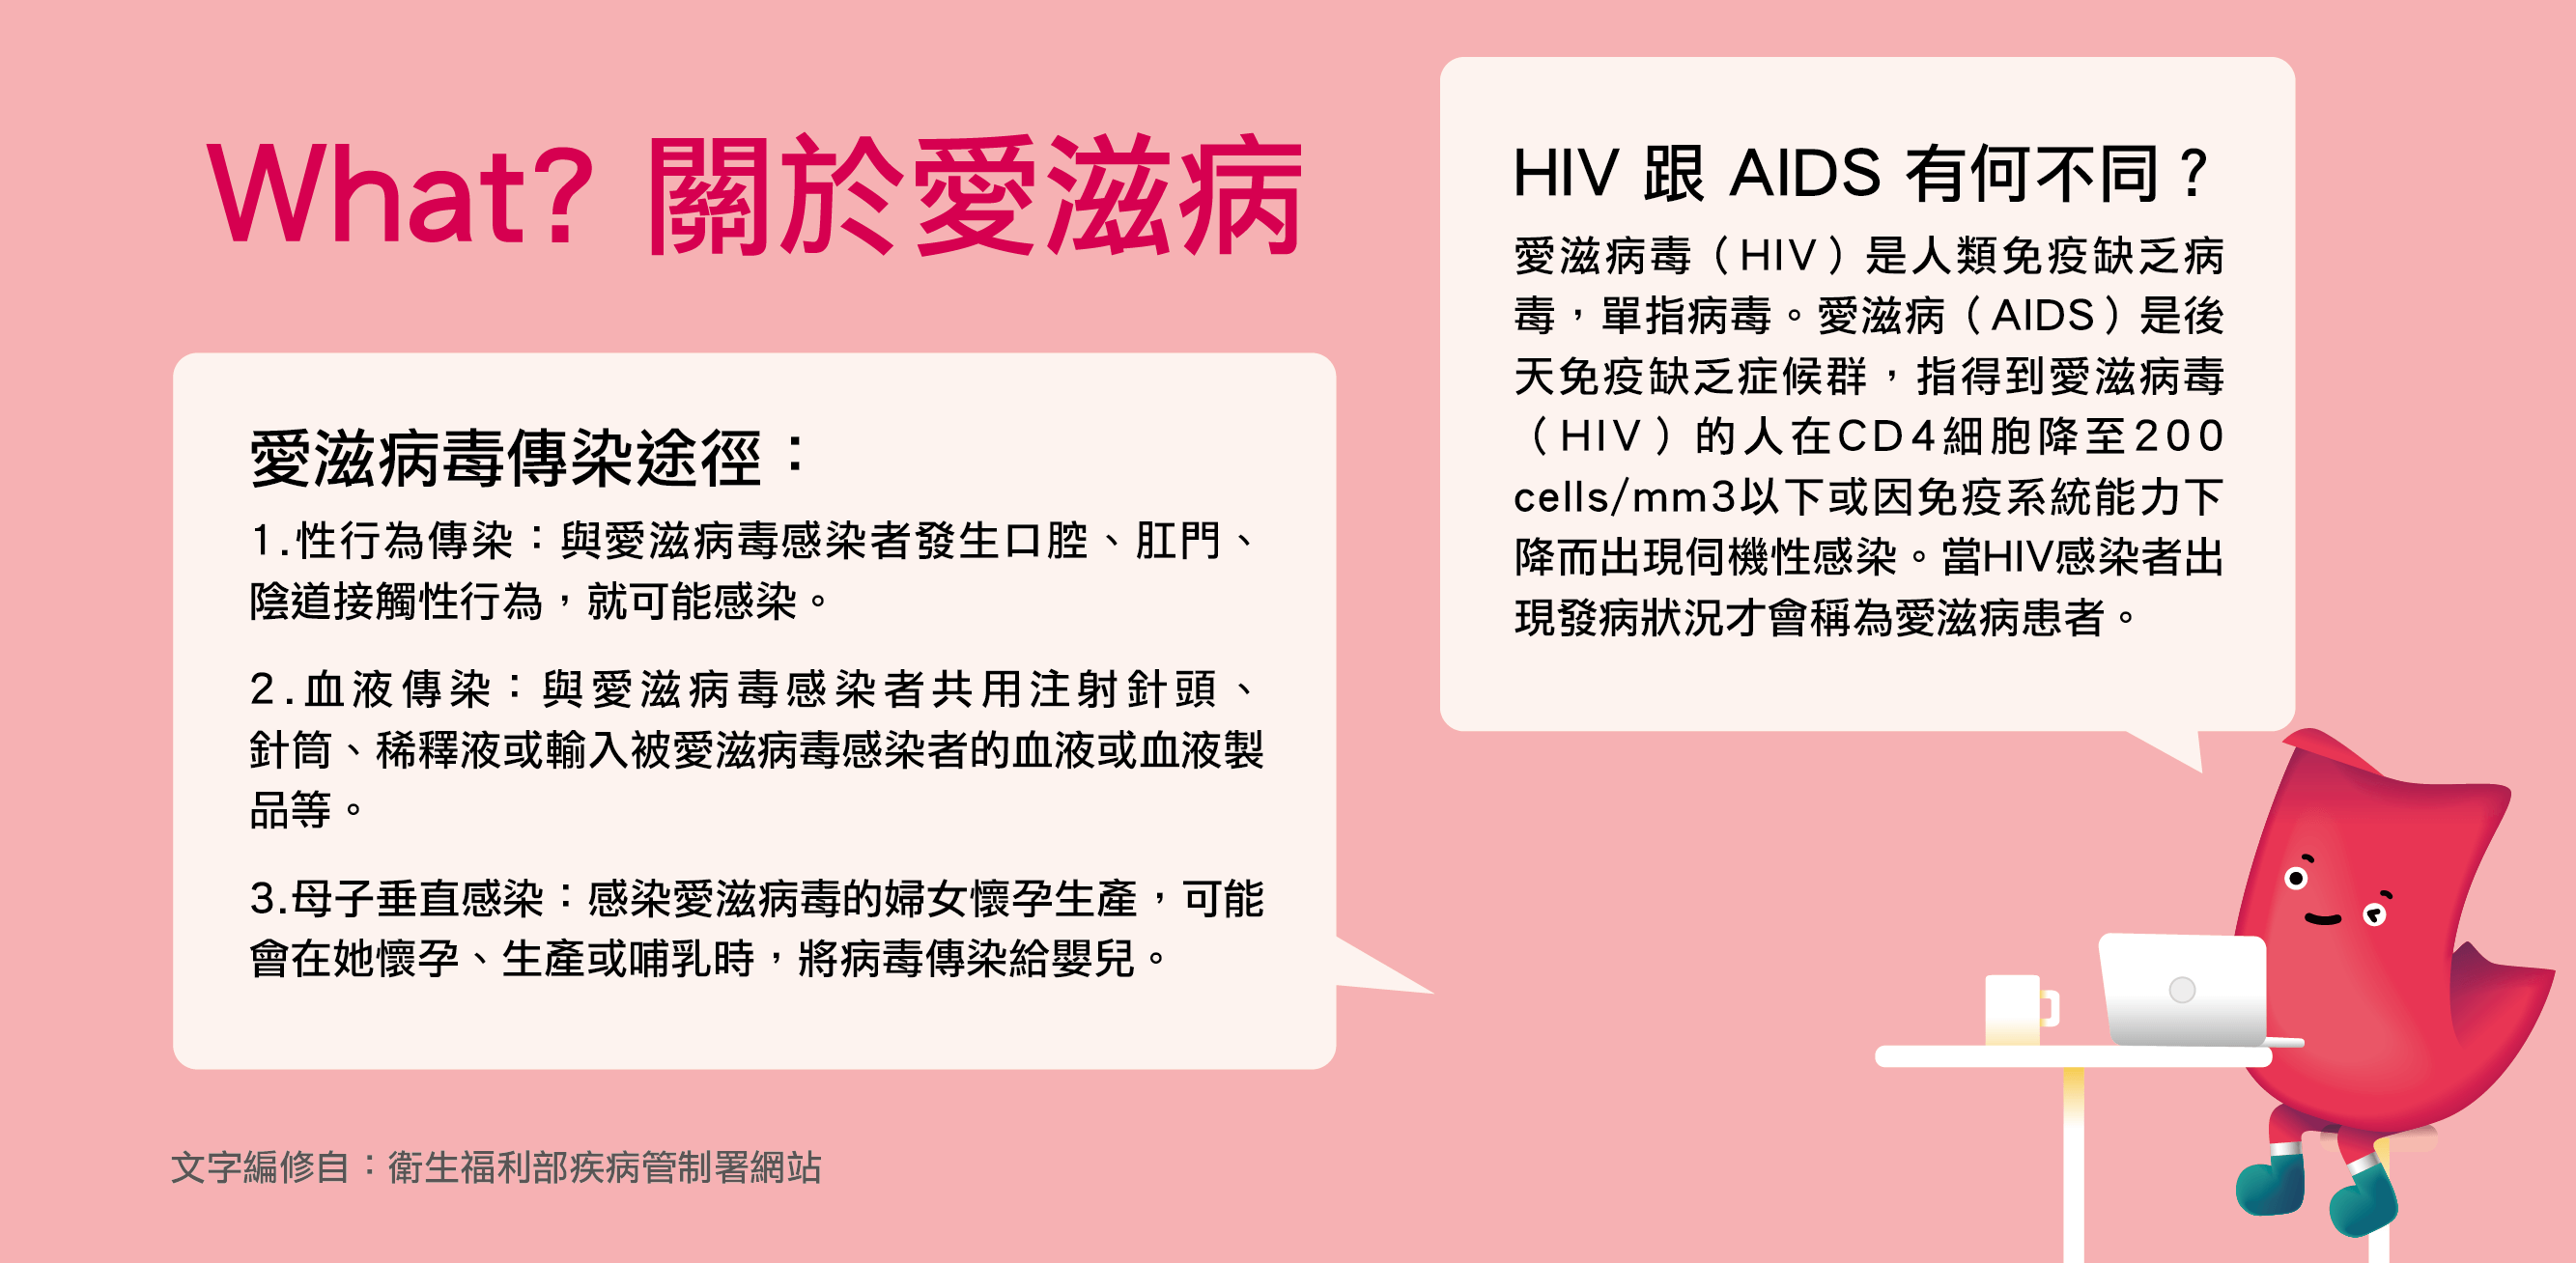 What? 關於愛滋病
愛滋病毒傳染途徑：
1.性行為傳染：與愛滋病毒感染者發生口腔、肛門、
陰道接觸性行為，就可能感染。
2.血液傳染：與愛滋病毒感染者共用注射針頭、
針筒、稀釋液或輸入被愛滋病毒感染者的血液或血液製
品等。
3.母子垂直感染：感染愛滋病毒的婦女懷孕生產，可能
會在她懷孕、生產或哺乳時，將病毒傳染給嬰兒。
HIV 跟 AIDS 有何不同？
愛滋病毒（HIV）是人類免疫缺乏病
毒，單指病毒。愛滋病（AIDS）是後
天免疫缺乏症候群，指得到愛滋病毒
（HIV）的人在CD4細胞降至200
cells/mm3以下或因免疫系統能力下
降而出現伺機性感染。當HIV感染者出
現發病狀況才會稱為愛滋病患者。
文字編修自：衛生福利部疾病管制署網站